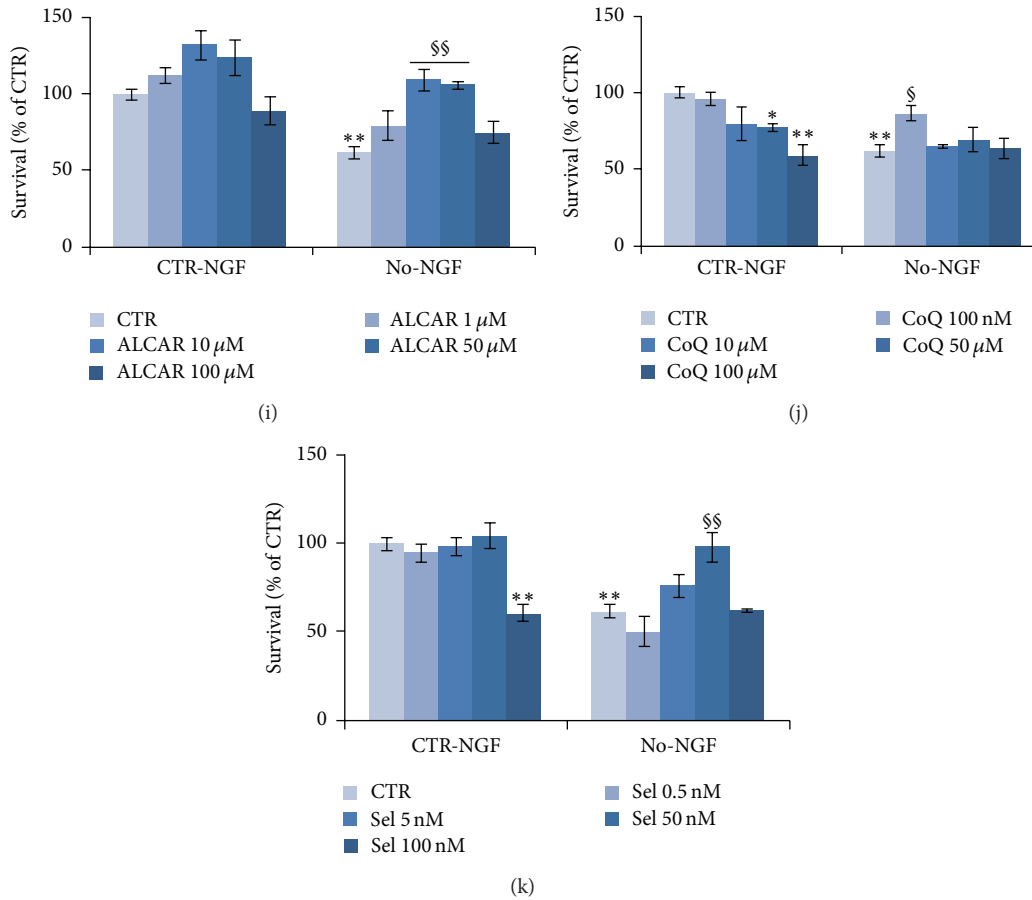 150
100
50
0
Survival (% of CTR)
**
§§
CTR-NGF
No-NGF
CTR
ALCAR 1 μM
ALCAR 10 μM
ALCAR 50 μM
ALCAR 100 μM
(i)
150
100
50
0
Survival (% of CTR)
*
**
**
§
CTR-NGF
No-NGF
CTR
CoQ 100 nM
CoQ 10 μM
CoQ 50 μM
CoQ 100 μM
(j)
150
100
50
0
Survival (% of CTR)
**
**
§§
CTR-NGF
No-NGF
CTR
Sel 0.5 nM
Sel 5 nM
Sel 50 nM
Sel 100 nM
(k)